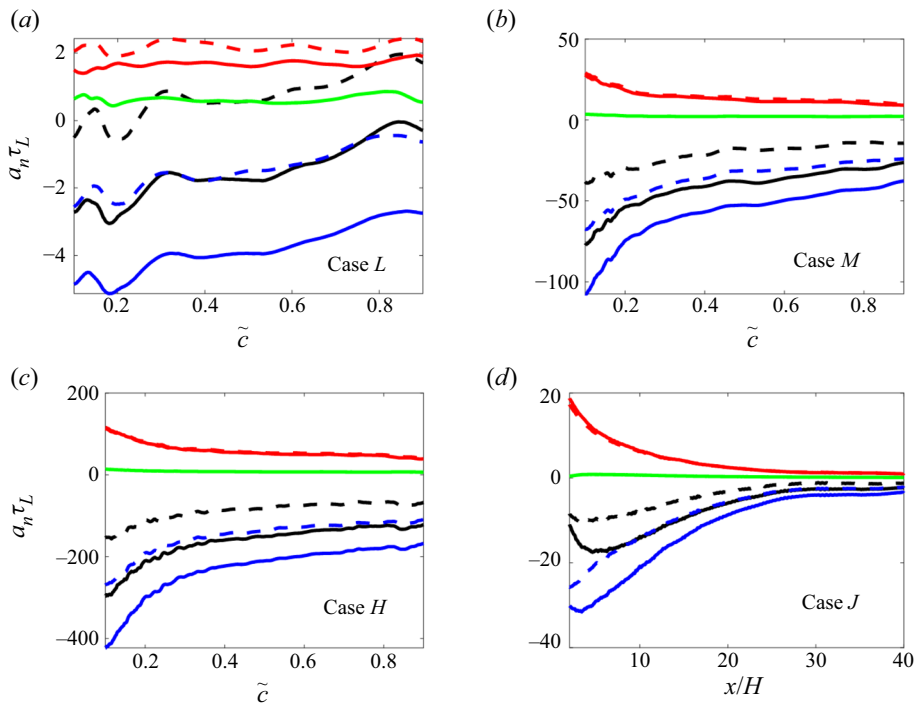 (a)
2
0
−2
−4
a_n τ_L
Case L
0.2 0.4 0.6 0.8
c̃
(b)
50
0
−50
−100
Case M
0.2 0.4 0.6 0.8
c̃
(c)
200
0
−200
−400
a_n τ_L
Case H
0.2 0.4 0.6 0.8
c̃
(d)
20
0
−20
−40
Case J
10 20 30 40
x/H